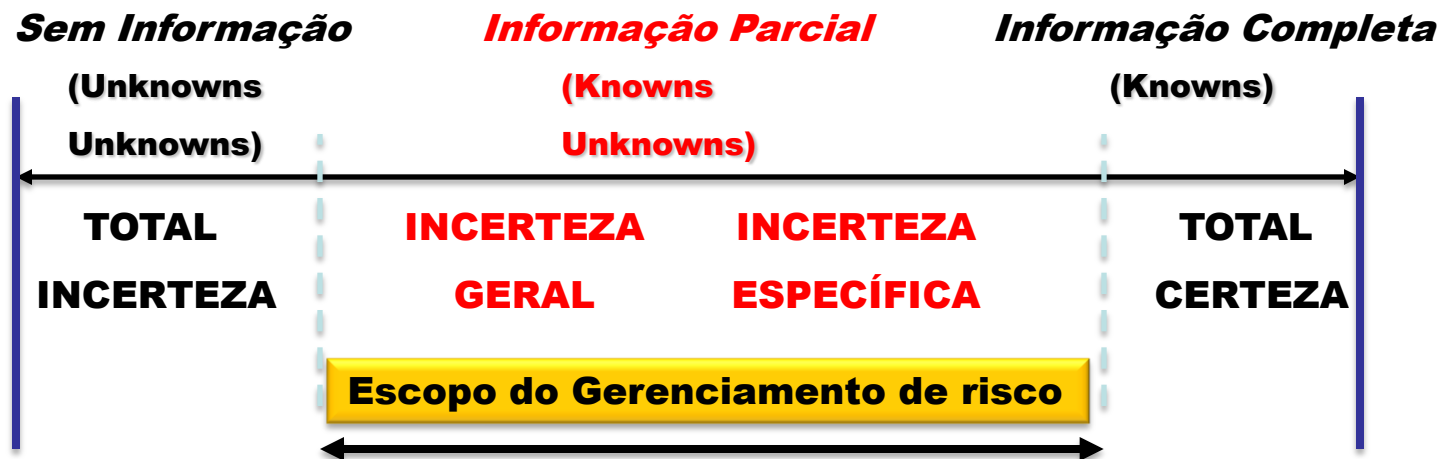 Sem Informação
Informação Parcial
Informação Completa
(Unknowns
Unknowns)
(Knowns
Unknowns)
(Knowns)
TOTAL
INCERTEZA
INCERTEZA
GERAL
INCERTEZA
ESPECÍFICA
TOTAL
CERTEZA
Escopo do Gerenciamento de risco